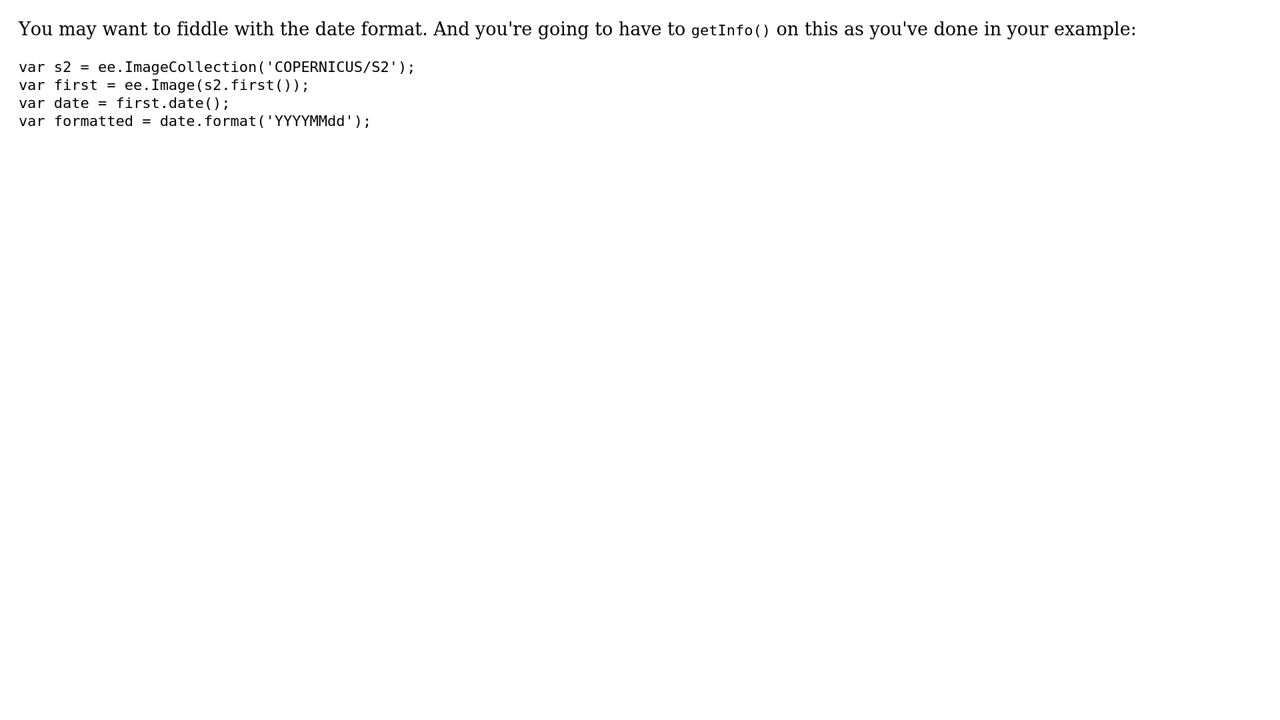 You may want to fiddle with the date format. And you're going to have to getInfo() on this as you've done in your example:
var s2 = ee.ImageCollection('COPERNICUS/S2');
var first = ee.Image(s2.first());
var date = first.date();
var formatted = date.format('YYYYMMdd');